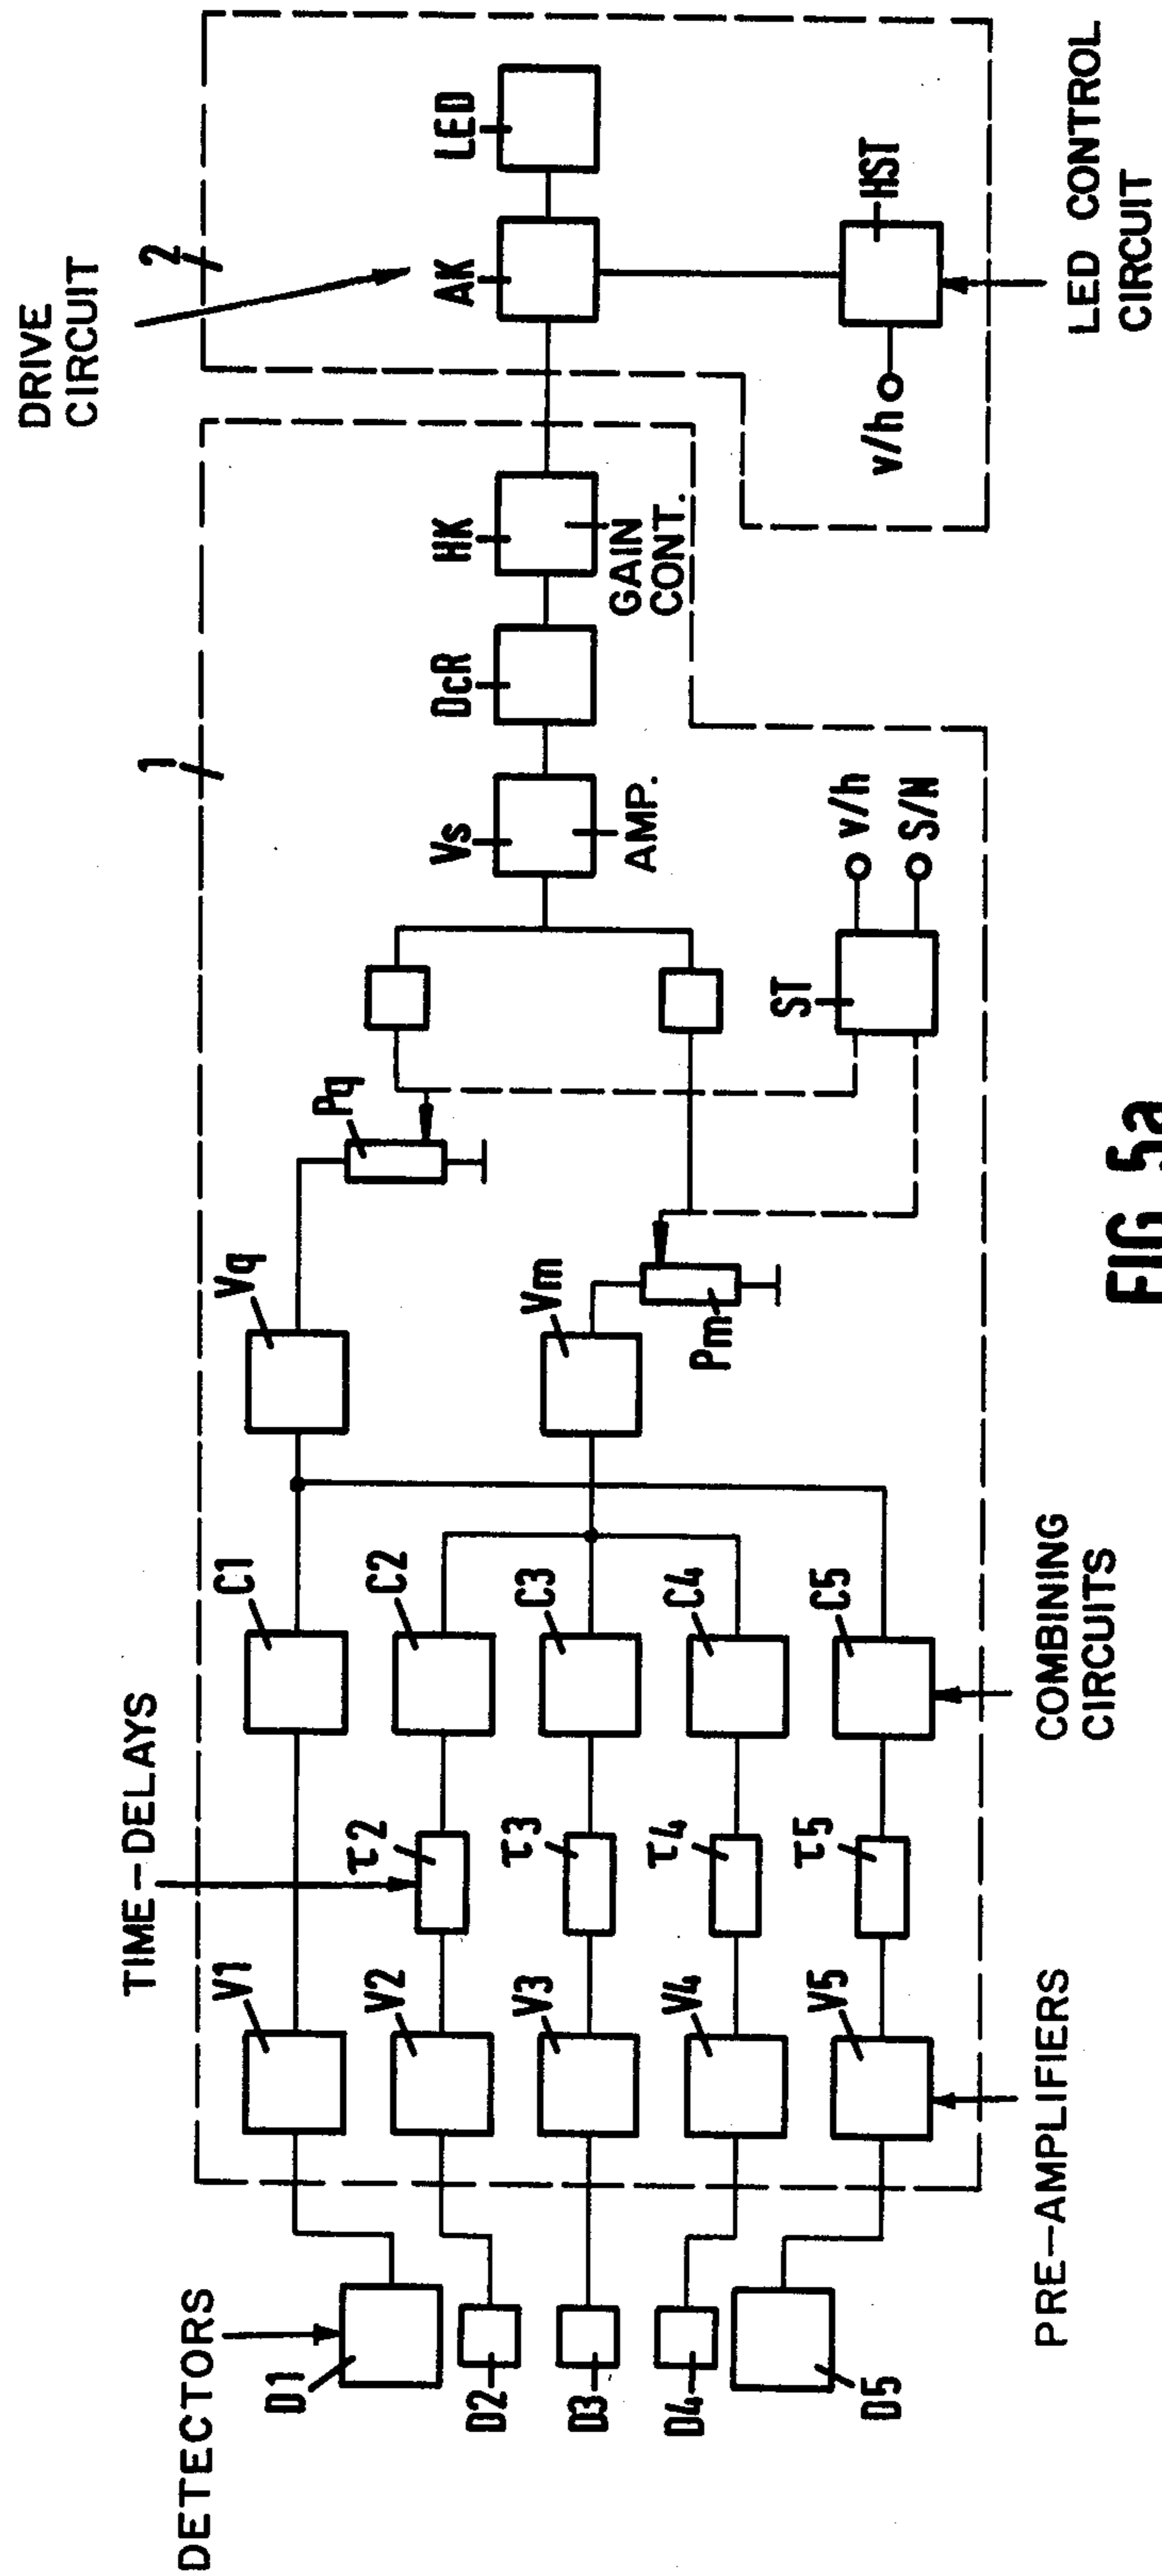 DRIVE
CIRCUIT
2
1
LED
AK
HK
DcR
Vs
AMP.
GAIN
CONT.
HST
v/h
LED CONTROL
CIRCUIT
ST
v/h
S/N
Pq
Pm
Vq
Vm
C1
C2
C3
C4
C5
COMBINING
CIRCUITS
TIME-DELAYS
τ2
τ3
τ4
τ5
V1
V2
V3
V4
V5
PRE-AMPLIFIERS
DETECTORS
D1
D2
D3
D4
D5
FIG. 5a